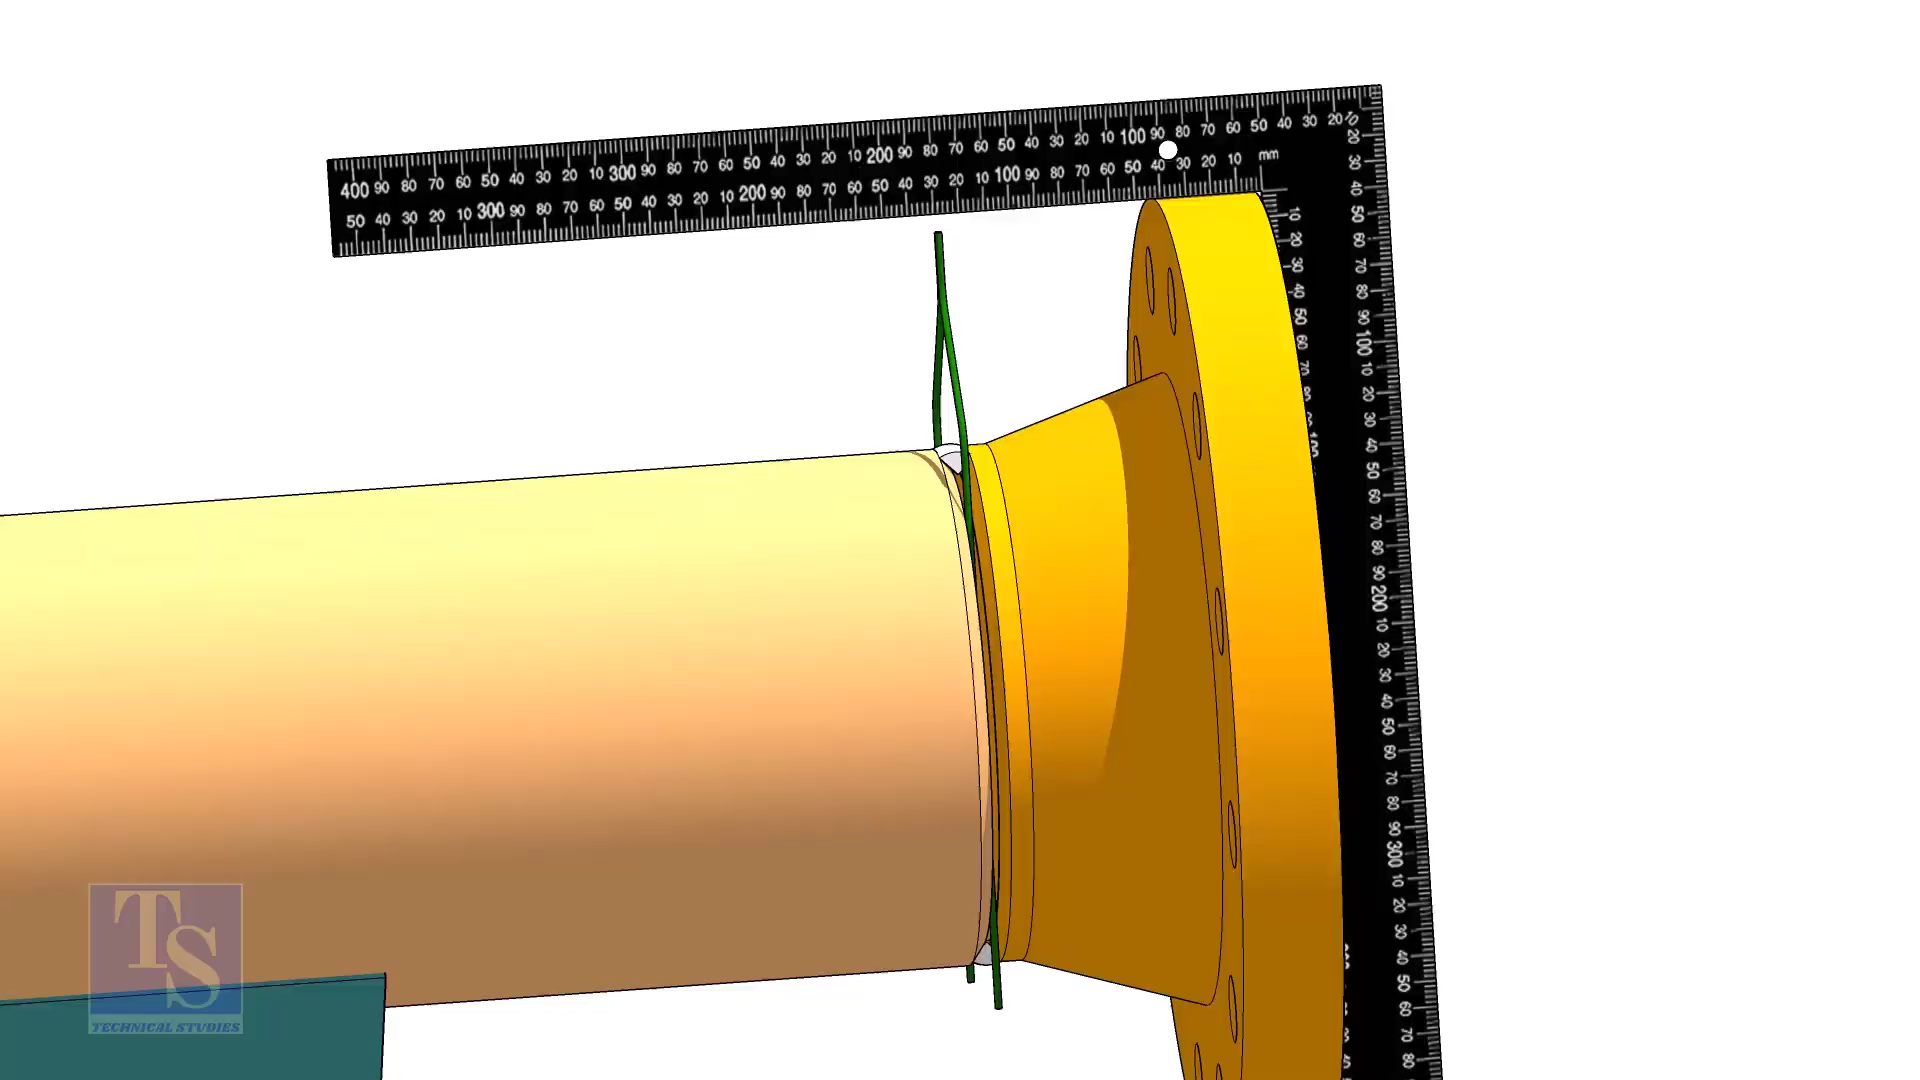 400 90 80 70 60 50 40 30 20 10 300 90 80 70 60 50 40 30 20 10 200 90 80 70 60 50 40 30 20 10 100 90 80 70 60 50 40 30 20
50 40 30 20 10 300 90 80 70 60 50 40 30 20 10 200 90 80 70 60 50 40 30 20 10 100 90 80 70 60 50 40 30 20 10 mm
20 30 40 50 60 70 80 90 100 10 20 30 40 50 60 70 80 90 200 10 20 30 40 50 60 70 80 90 300 10 20 30 40 50 60 70 80
10 20 30 40 50 60 70
TS
TECHNICAL STUDIES